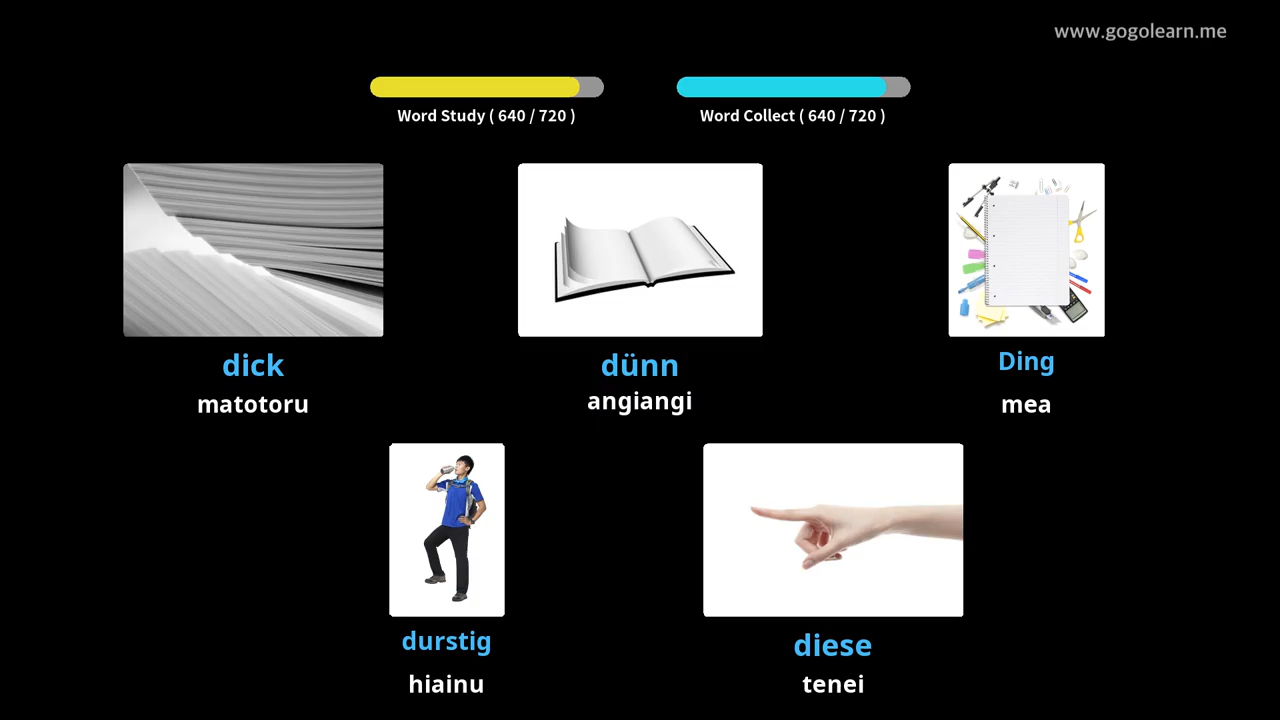 www.gogolearn.me
Word Study ( 640 / 720 )
Word Collect ( 640 / 720 )
dick
matotoru
dünn
angiangi
Ding
mea
durstig
hiainu
diese
tenei